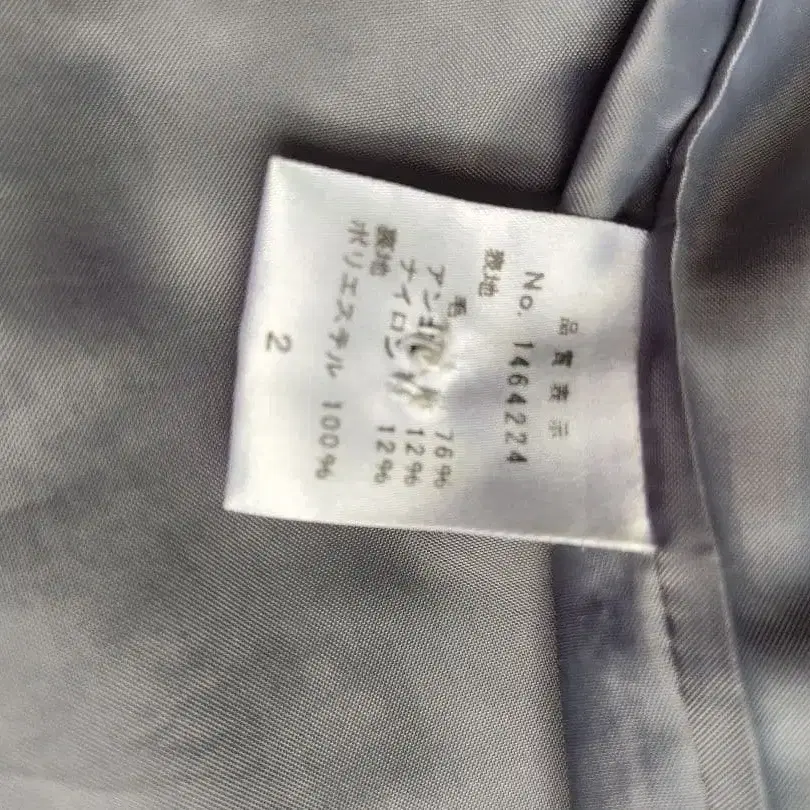 品質表示
No. 1464224
表地
毛 76%
アンゴラ 12%
ナイロン 12%
裏地
ポリエステル 100%
2